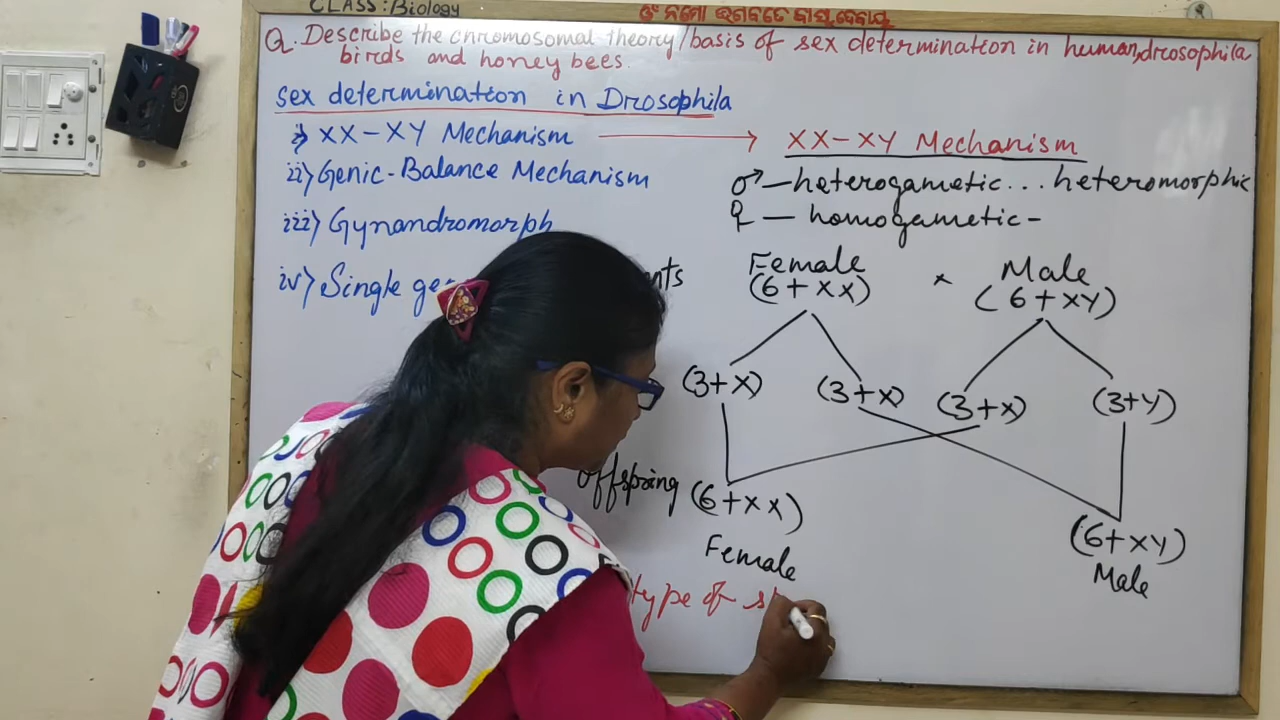 CLASS: Biology
ଓଁ ନମୋ ଭଗବତେ ବାସୁଦେବାୟ
Q. Describe the chromosomal theory/basis of sex determination in human, drosophila
birds and honey bees.
sex determination in Drosophila
i> XX-XY Mechanism
ii> Genic-Balance Mechanism
iii> Gynandromorph
iv> Single
XX-XY Mechanism
♂ — heterogametic... heteromorphic
♀ — homogametic -
Female × Male
(6+XX) (6+XY)
(3+X) (3+X) (3+X) (3+Y)
offspring (6+XX) (6+XY)
Female Male
type of